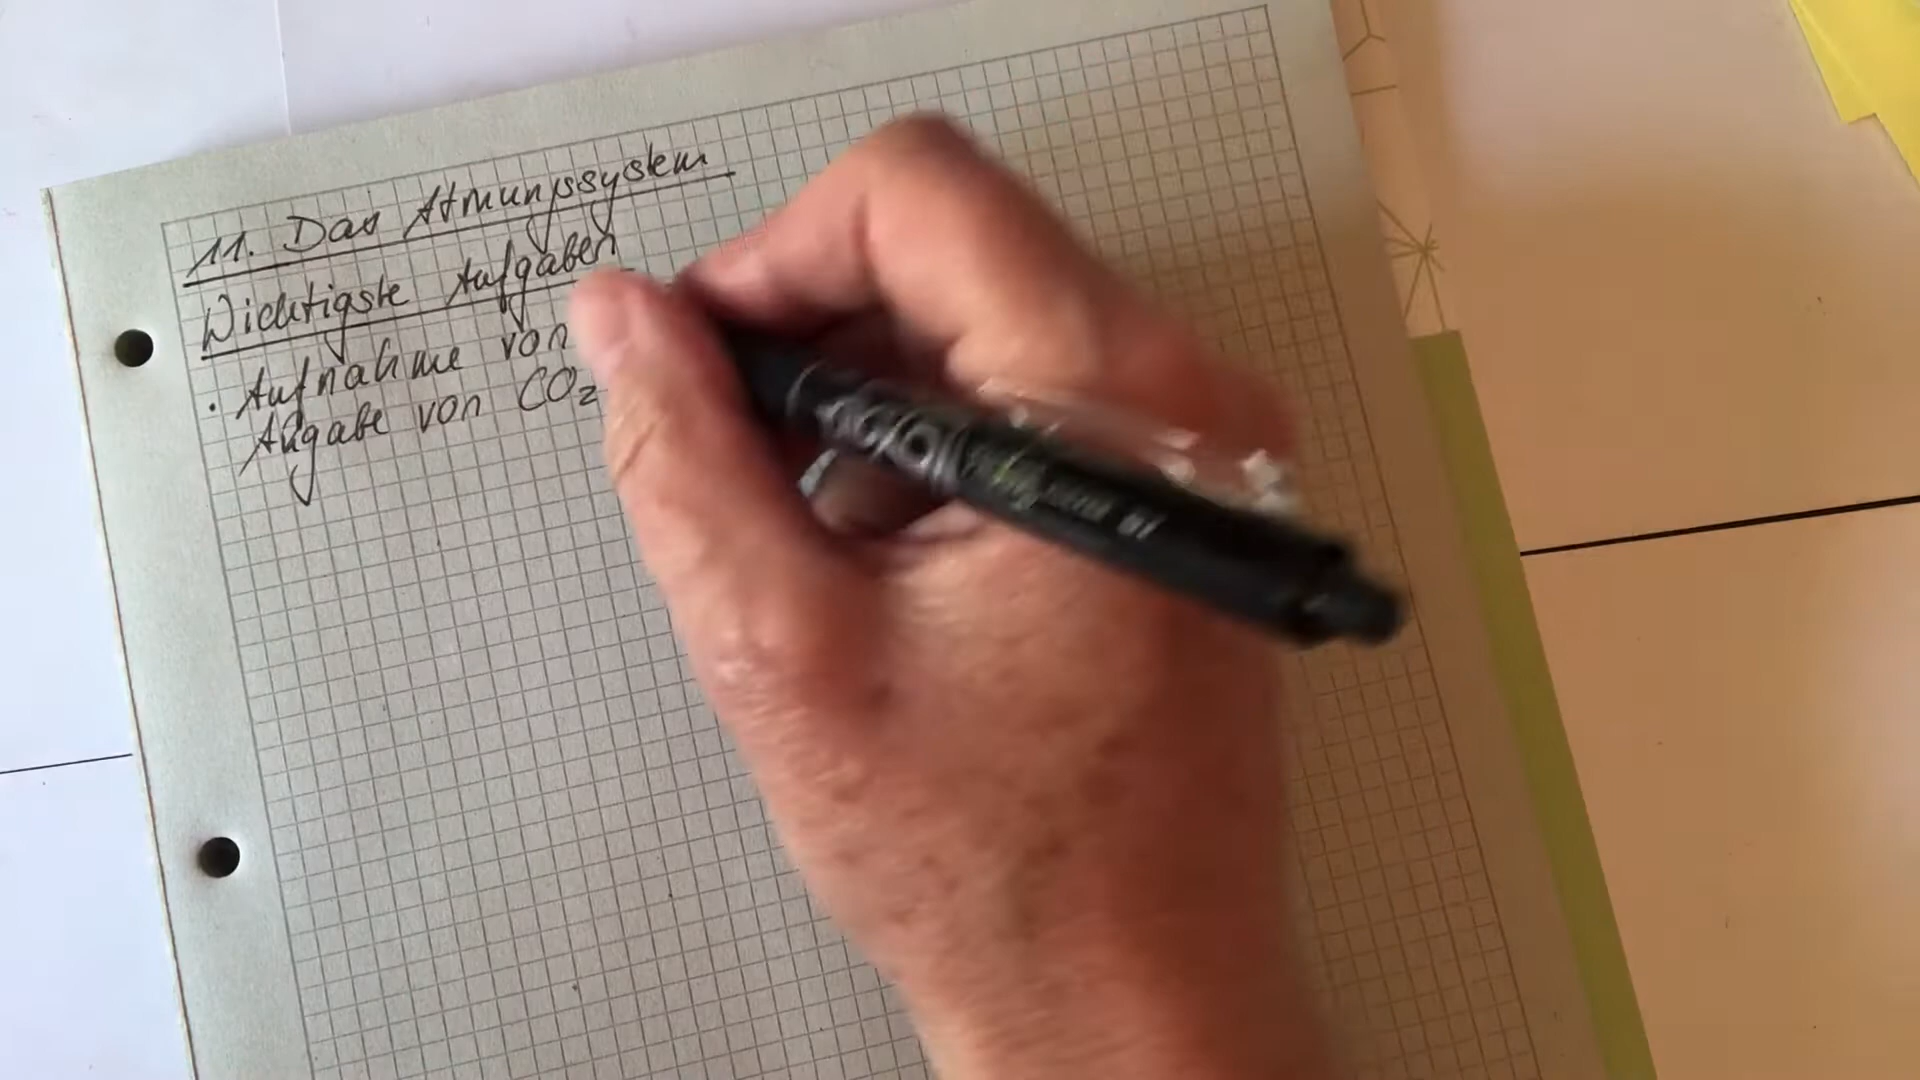 11. Das Atmungssystem
Wichtigste Aufgaben
· Aufnahme von
Abgabe von CO₂